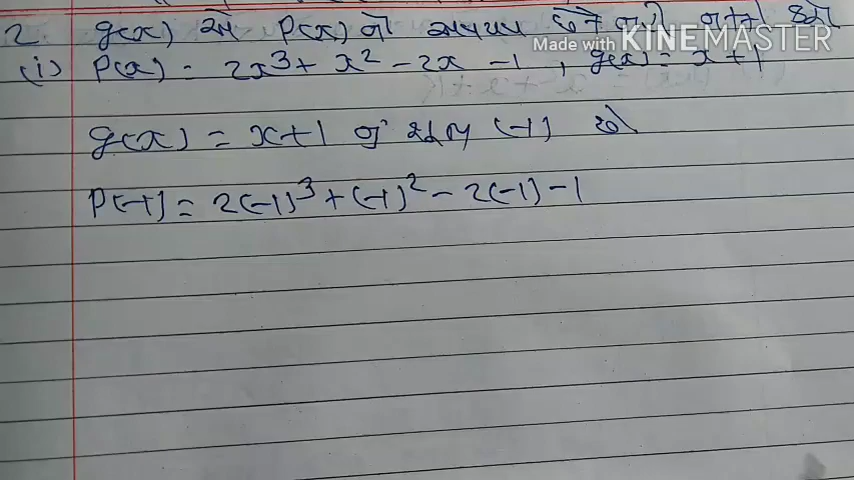 2. g(x) એ P(x) નો અવયવ છે કે નહી નક્કી કરો
Made with KINEMASTER
(i) P(x) = 2x³ + x² - 2x - 1 , g(x) = x + 1
g(x) = x+1 નું શૂન્ય (-1) છે
P(-1) = 2(-1)³ + (-1)² - 2(-1) - 1